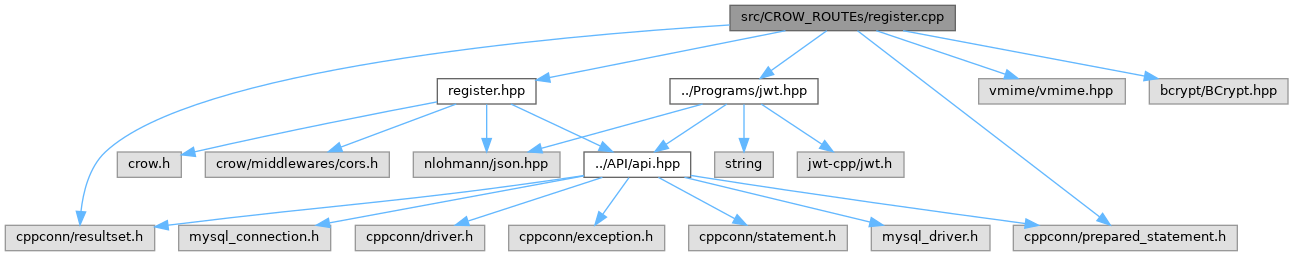 src/CROW_ROUTEs/register.cpp
register.hpp
../Programs/jwt.hpp
vmime/vmime.hpp
bcrypt/BCrypt.hpp
crow.h
crow/middlewares/cors.h
nlohmann/json.hpp
../API/api.hpp
string
jwt-cpp/jwt.h
cppconn/resultset.h
mysql_connection.h
cppconn/driver.h
cppconn/exception.h
cppconn/statement.h
mysql_driver.h
cppconn/prepared_statement.h